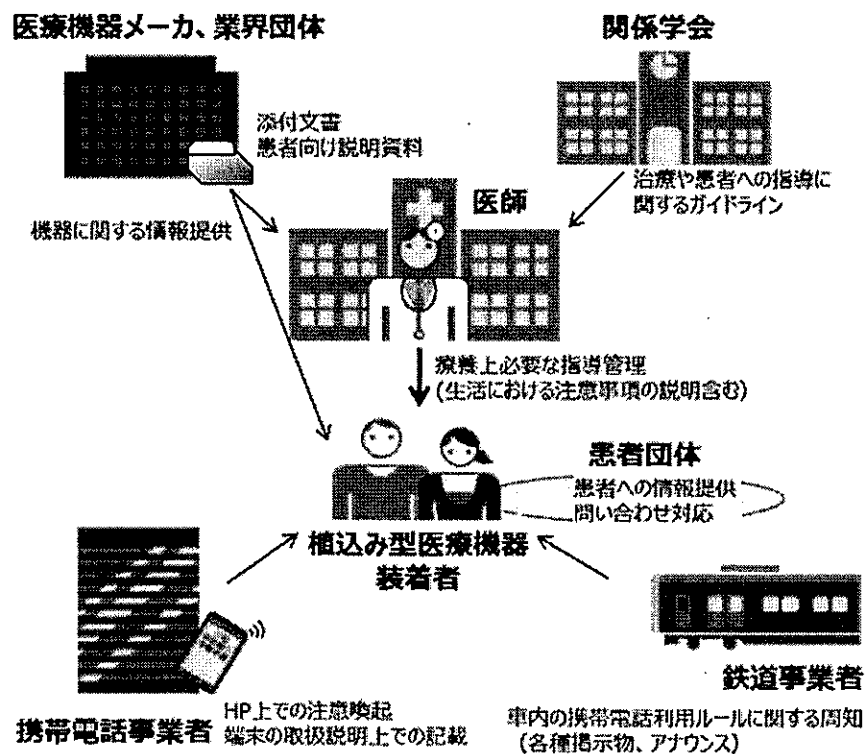 医療機器メーカ、業界団体
関係学会
添付文書
患者向け説明資料
治療や患者への指導に
関するガイドライン
医師
機器に関する情報提供
療養上必要な指導管理
(生活における注意事項の説明含む)
患者団体
患者への情報提供
問い合わせ対応
植込み型医療機器
装着者
鉄道事業者
携帯電話事業者
HP上での注意喚起
端末の取扱説明上での記載
車内の携帯電話利用ルールに関する周知
(各種掲示物、アナウンス)